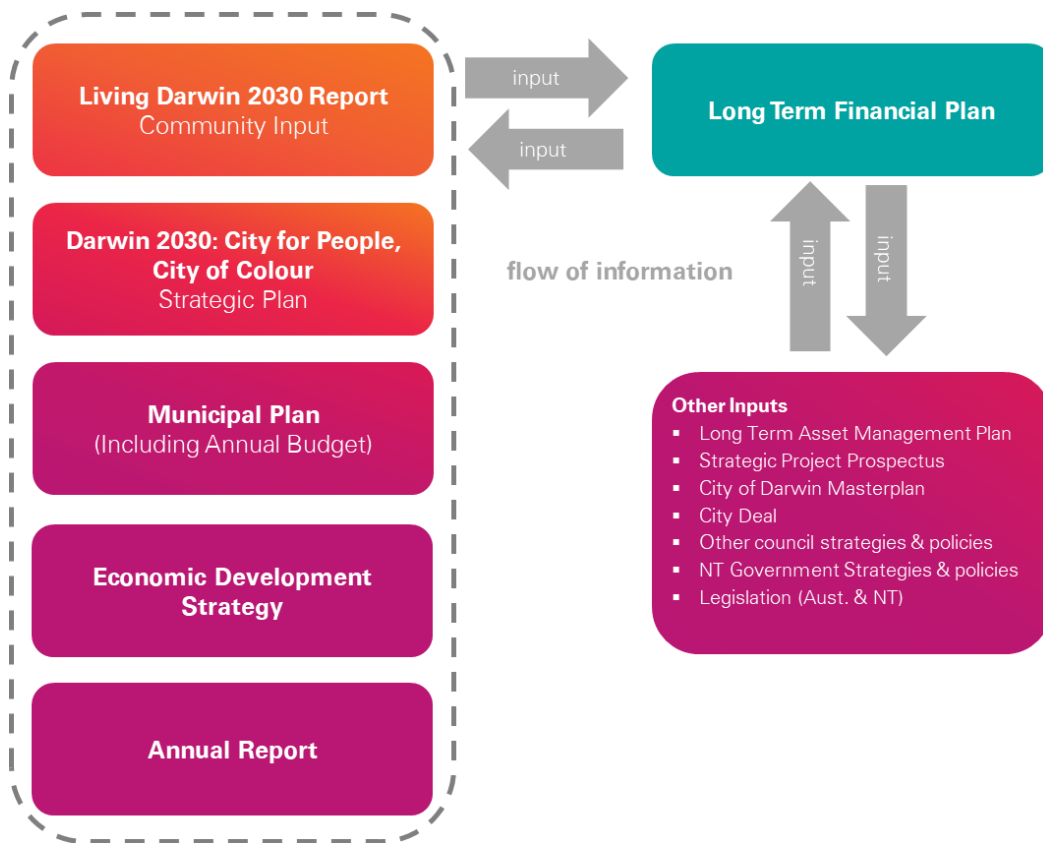 Living Darwin 2030 Report
Community Input
Darwin 2030: City for People,
City of Colour
Strategic Plan
Municipal Plan
(Including Annual Budget)
Economic Development
Strategy
Annual Report
input
input
flow of information
Long Term Financial Plan
input
input
Other Inputs
▪ Long Term Asset Management Plan
▪ Strategic Project Prospectus
▪ City of Darwin Masterplan
▪ City Deal
▪ Other council strategies & policies
▪ NT Government Strategies & policies
▪ Legislation (Aust. & NT)